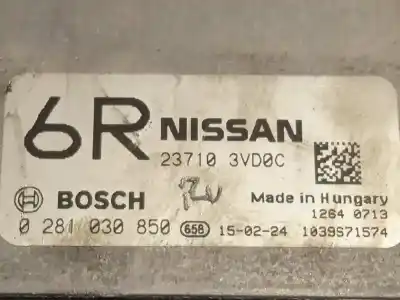 6R NISSAN
23710 3VD0C
BOSCH
Made in Hungary
1264 0713
0 281 030 850 658 15-02-24 1039S71574